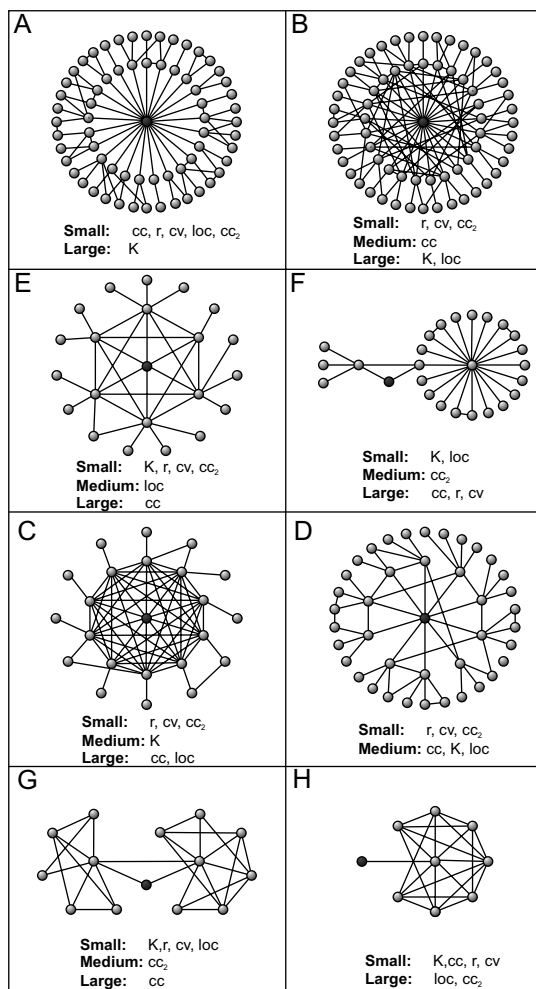 A
Small: cc, r, cv, loc, cc₂
Large: K
B
Small: r, cv, cc₂
Medium: cc
Large: K, loc
E
Small: K, r, cv, cc₂
Medium: loc
Large: cc
F
Small: K, loc
Medium: cc₂
Large: cc, r, cv
C
Small: r, cv, cc₂
Medium: K
Large: cc, loc
D
Small: r, cv, cc₂
Medium: cc, K, loc
G
Small: K,r, cv, loc
Medium: cc₂
Large: cc
H
Small: K,cc, r, cv
Large: loc, cc₂